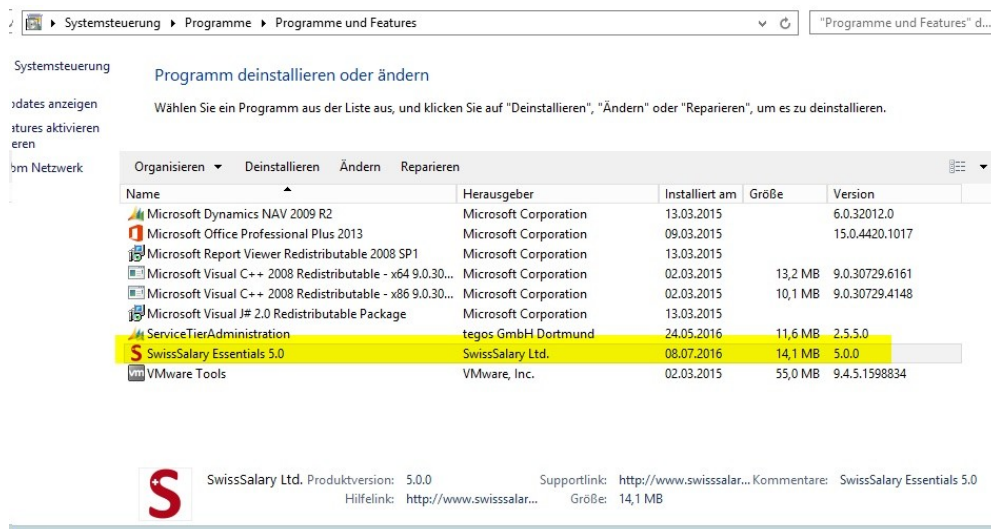 Systemsteuerung Programme Programme und Features "Programme und Features" d...
Systemsteuerung
Programm deinstallieren oder ändern
anzeigen
Wählen Sie ein Programm aus der Liste aus, und klicken Sie auf "Deinstallieren", "Ändern" oder "Reparieren", um es zu deinstallieren.
aktivieren
Netzwerk
Organisieren Deinstallieren Ändern Reparieren
Name Herausgeber Installiert am Größe Version
Microsoft Dynamics NAV 2009 R2 Microsoft Corporation 13.03.2015 6.0.32012.0
Microsoft Office Professional Plus 2013 Microsoft Corporation 09.03.2015 15.0.4420.1017
Microsoft Report Viewer Redistributable 2008 SP1 Microsoft Corporation 13.03.2015
Microsoft Visual C++ 2008 Redistributable - x64 9.0.30... Microsoft Corporation 02.03.2015 13,2 MB 9.0.30729.6161
Microsoft Visual C++ 2008 Redistributable - x86 9.0.30... Microsoft Corporation 02.03.2015 10,1 MB 9.0.30729.4148
Microsoft Visual J# 2.0 Redistributable Package Microsoft Corporation 13.03.2015
ServiceTierAdministration tegos GmbH Dortmund 24.05.2016 11,6 MB 2.5.5.0
SwissSalary Essentials 5.0 SwissSalary Ltd. 08.07.2016 14,1 MB 5.0.0
VMware Tools VMware, Inc. 02.03.2015 55,0 MB 9.4.5.1598834
SwissSalary Ltd. Produktversion: 5.0.0 Supportlink: http://www.swisssalar... Kommentare: SwissSalary Essentials 5.0
Hilfelink: http://www.swisssalar... Größe: 14,1 MB